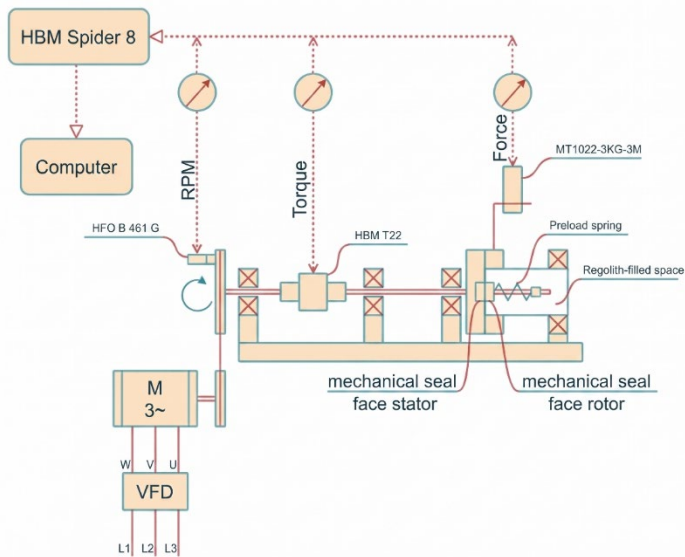 HBM Spider 8
Computer
RPM
Torque
Force
MT1022-3KG-3M
HFO B 461 G
HBM T22
Preload spring
Regolith-filled space
mechanical seal
face stator
mechanical seal
face rotor
M
3~
W V U
VFD
L1 L2 L3